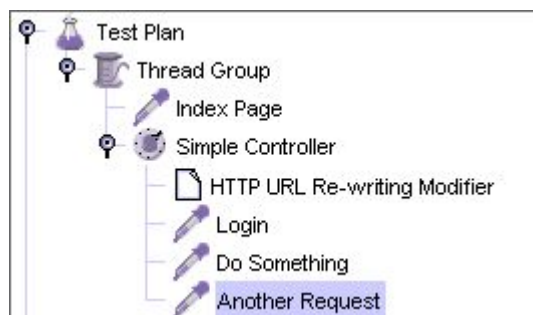 Test Plan
Thread Group
Index Page
Simple Controller
HTTP URL Re-writing Modifier
Login
Do Something
Another Request